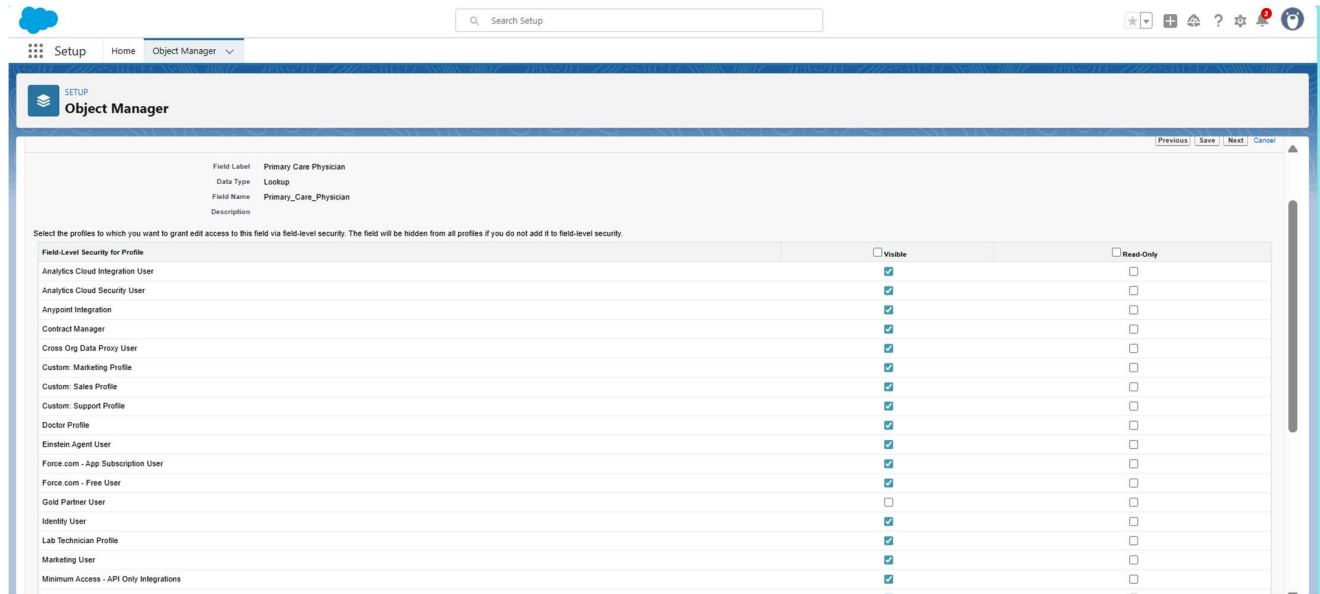 Search Setup
2
Setup Home Object Manager
SETUP
Object Manager
Previous Save Next Cancel
Field Label Primary Care Physician
Data Type Lookup
Field Name Primary_Care_Physician
Description
Select the profiles to which you want to grant edit access to this field via field-level security. The field will be hidden from all profiles if you do not add it to field-level security.
Field-Level Security for Profile Visible Read-Only
Analytics Cloud Integration User
Analytics Cloud Security User
Anypoint Integration
Contract Manager
Cross Org Data Proxy User
Custom: Marketing Profile
Custom: Sales Profile
Custom: Support Profile
Doctor Profile
Einstein Agent User
Force.com - App Subscription User
Force.com - Free User
Gold Partner User
Identity User
Lab Technician Profile
Marketing User
Minimum Access - API Only Integrations